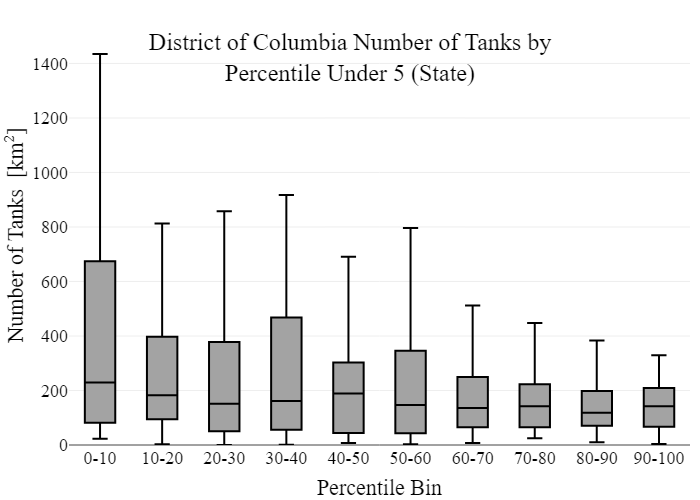 District of Columbia Number of Tanks by
Percentile Under 5 (State)
Number of Tanks [km²]
1400
1200
1000
800
600
400
200
0
0-10 10-20 20-30 30-40 40-50 50-60 60-70 70-80 80-90 90-100
Percentile Bin